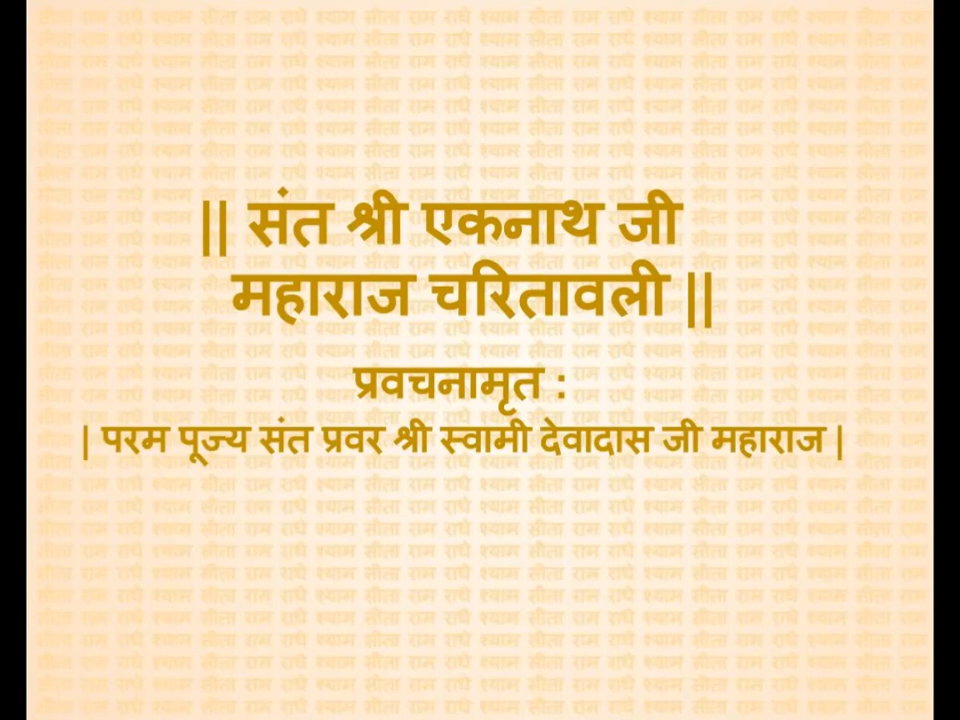 || संत श्री एकनाथ जी
महाराज चरितावली ||
प्रवचनामृत :
| परम पूज्य संत प्रवर श्री स्वामी देवादास जी महाराज |